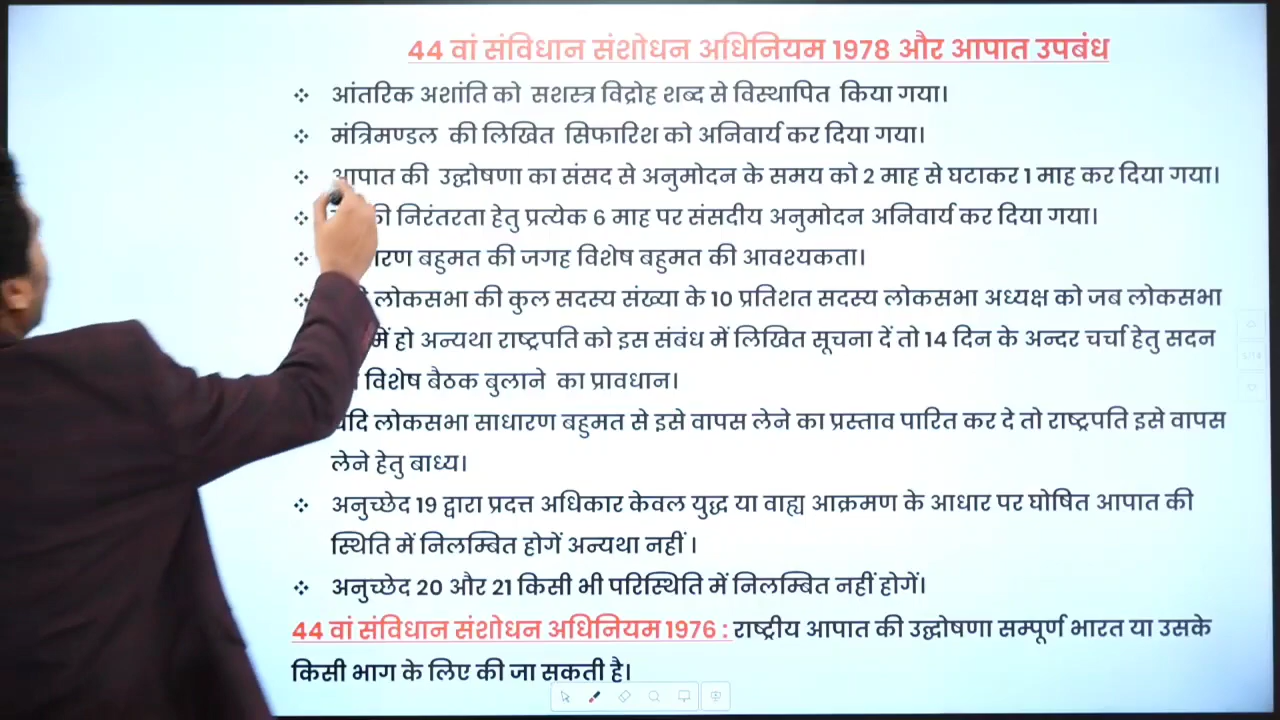 44 वां संविधान संशोधन अधिनियम 1978 और आपात उपबंध
आंतरिक अशांति को सशस्त्र विद्रोह शब्द से विस्थापित किया गया।
मंत्रिमण्डल की लिखित सिफारिश को अनिवार्य कर दिया गया।
आपात की उद्घोषणा का संसद से अनुमोदन के समय को 2 माह से घटाकर 1 माह कर दिया गया।
निरंतरता हेतु प्रत्येक 6 माह पर संसदीय अनुमोदन अनिवार्य कर दिया गया।
बहुमत की जगह विशेष बहुमत की आवश्यकता।
लोकसभा की कुल सदस्य संख्या के 10 प्रतिशत सदस्य लोकसभा अध्यक्ष को जब लोकसभा
में हो अन्यथा राष्ट्रपति को इस संबंध में लिखित सूचना दें तो 14 दिन के अन्दर चर्चा हेतु सदन
विशेष बैठक बुलाने का प्रावधान।
यदि लोकसभा साधारण बहुमत से इसे वापस लेने का प्रस्ताव पारित कर दे तो राष्ट्रपति इसे वापस
लेने हेतु बाध्य।
अनुच्छेद 19 द्वारा प्रदत्त अधिकार केवल युद्ध या वाह्य आक्रमण के आधार पर घोषित आपात की
स्थिति में निलम्बित होगें अन्यथा नहीं ।
अनुच्छेद 20 और 21 किसी भी परिस्थिति में निलम्बित नहीं होगें।
44 वां संविधान संशोधन अधिनियम 1976 : राष्ट्रीय आपात की उद्घोषणा सम्पूर्ण भारत या उसके
किसी भाग के लिए की जा सकती है।